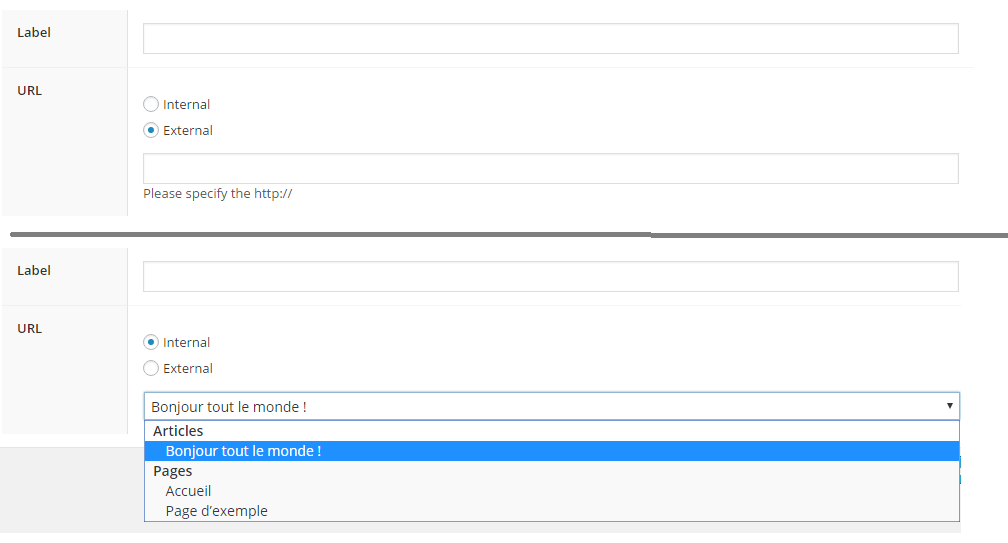 Label
URL
Internal
External
Please specify the http://
Label
URL
Internal
External
Bonjour tout le monde !
Articles
Bonjour tout le monde !
Pages
Accueil
Page d’exemple